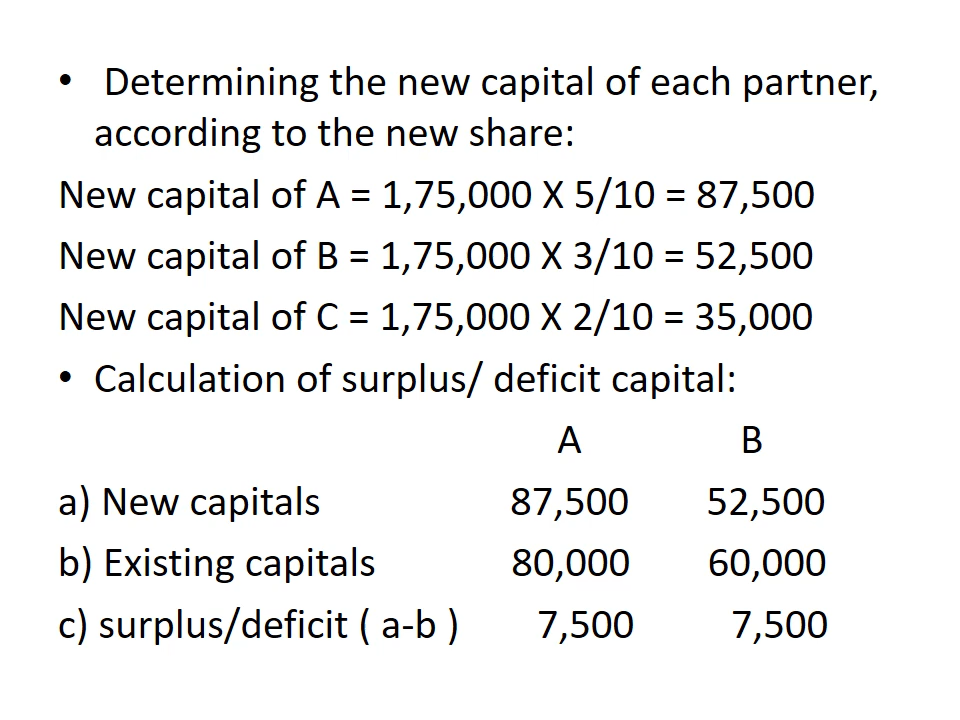 • Determining the new capital of each partner,
according to the new share:
New capital of A = 1,75,000 X 5/10 = 87,500
New capital of B = 1,75,000 X 3/10 = 52,500
New capital of C = 1,75,000 X 2/10 = 35,000
• Calculation of surplus/ deficit capital:
A B
a) New capitals 87,500 52,500
b) Existing capitals 80,000 60,000
c) surplus/deficit ( a-b ) 7,500 7,500